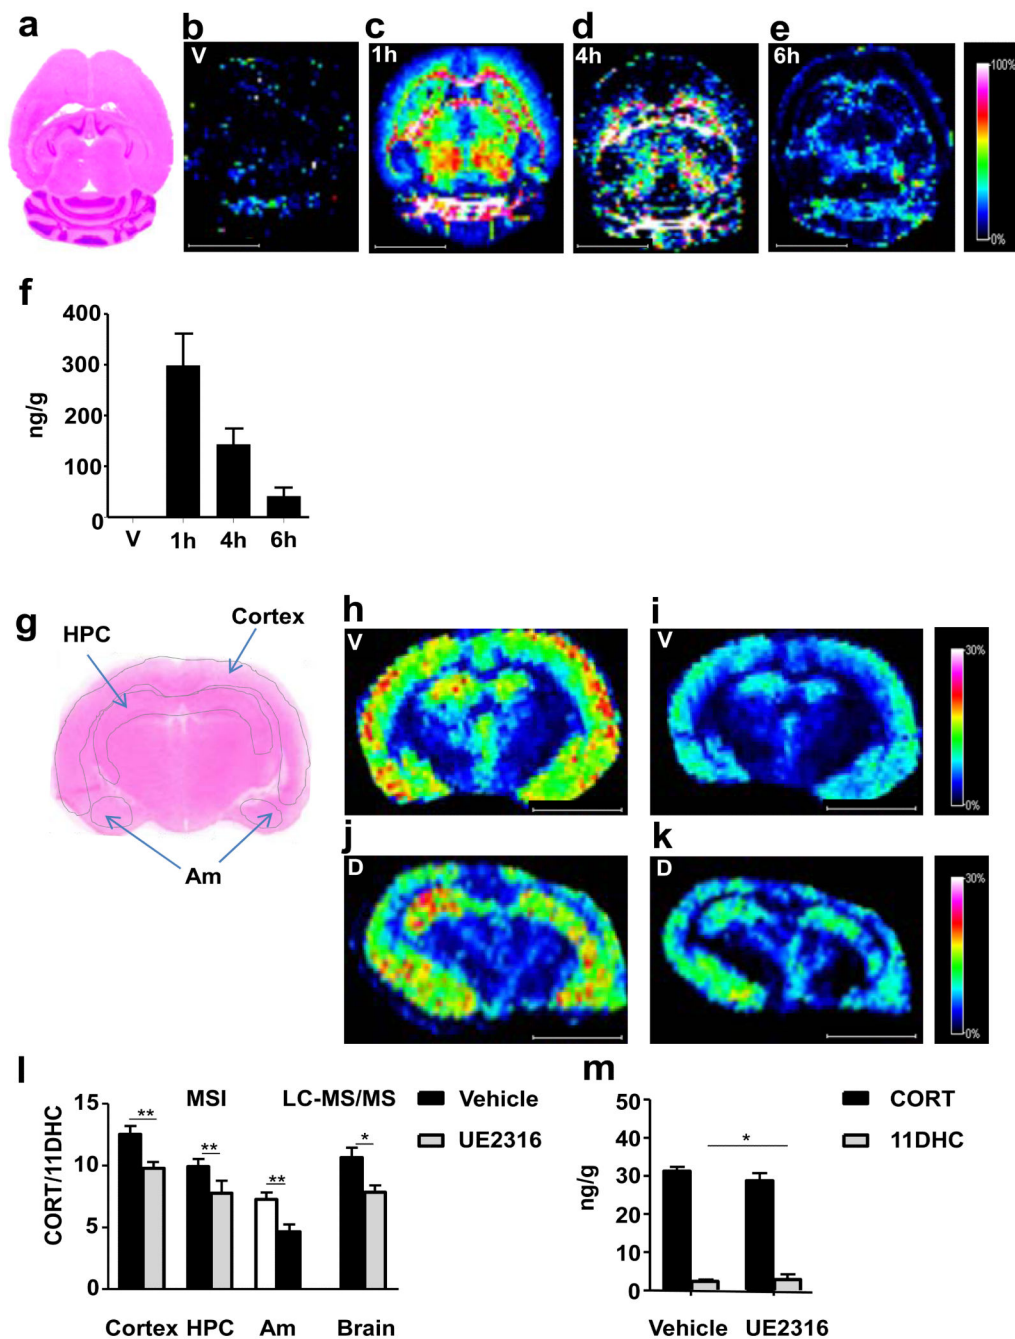 a b c d e
V 1h 4h 6h
100%
0%
f
400
300
200
100
0
ng/g
V 1h 4h 6h
g h i
HPC Cortex
Am
V V
30%
0%
j k
D D
30%
0%
l m
MSI LC-MS/MS
Vehicle
UE2316
CORT/11DHC
15
10
5
0
** ** ** *
Cortex HPC Am Brain
CORT
11DHC
ng/g
50
40
30
20
10
0
*
Vehicle UE2316